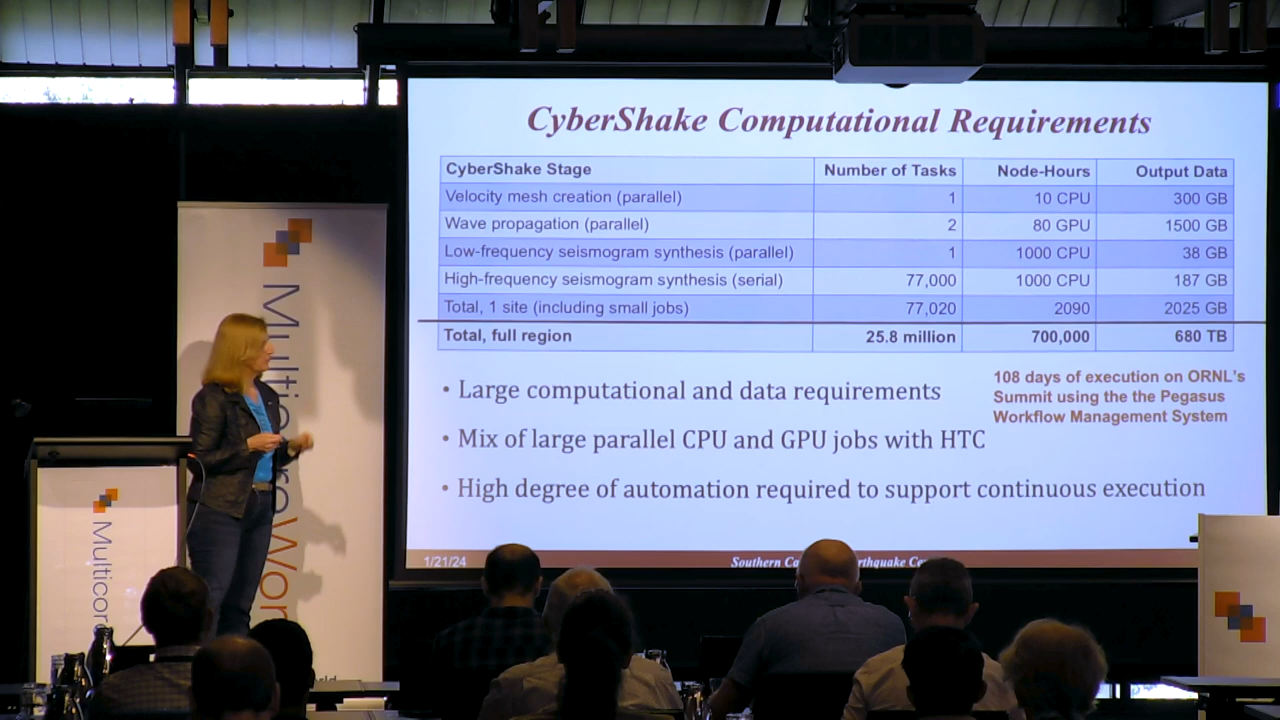 CyberShake Computational Requirements
CyberShake Stage Number of Tasks Node-Hours Output Data
Velocity mesh creation (parallel) 1 10 CPU 300 GB
Wave propagation (parallel) 2 80 GPU 1500 GB
Low-frequency seismogram synthesis (parallel) 1 1000 CPU 38 GB
High-frequency seismogram synthesis (serial) 77,000 1000 CPU 187 GB
Total, 1 site (including small jobs) 77,020 2090 2025 GB
Total, full region 25.8 million 700,000 680 TB
• Large computational and data requirements
108 days of execution on ORNL's
Summit using the the Pegasus
Workflow Management System
• Mix of large parallel CPU and GPU jobs with HTC
• High degree of automation required to support continuous execution
1/21/24
Southern
Multicore
Multicor